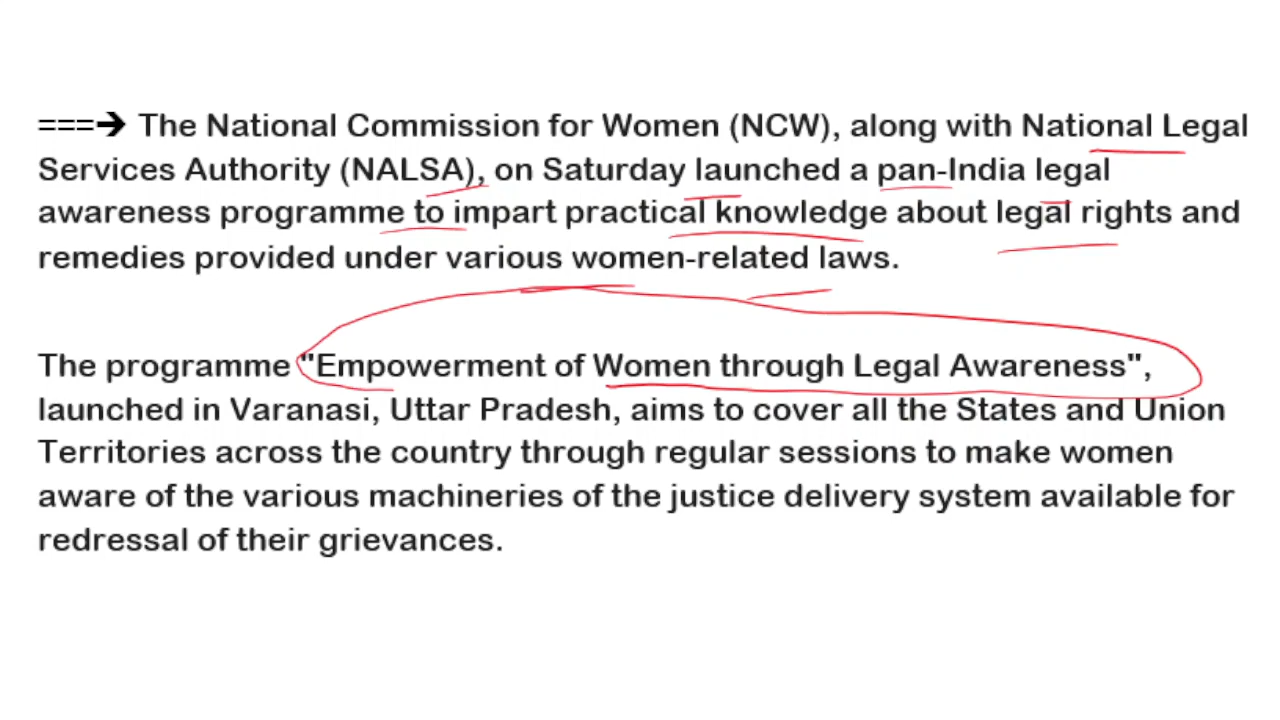 ===➔ The National Commission for Women (NCW), along with National Legal
Services Authority (NALSA), on Saturday launched a pan-India legal
awareness programme to impart practical knowledge about legal rights and
remedies provided under various women-related laws.
The programme "Empowerment of Women through Legal Awareness",
launched in Varanasi, Uttar Pradesh, aims to cover all the States and Union
Territories across the country through regular sessions to make women
aware of the various machineries of the justice delivery system available for
redressal of their grievances.